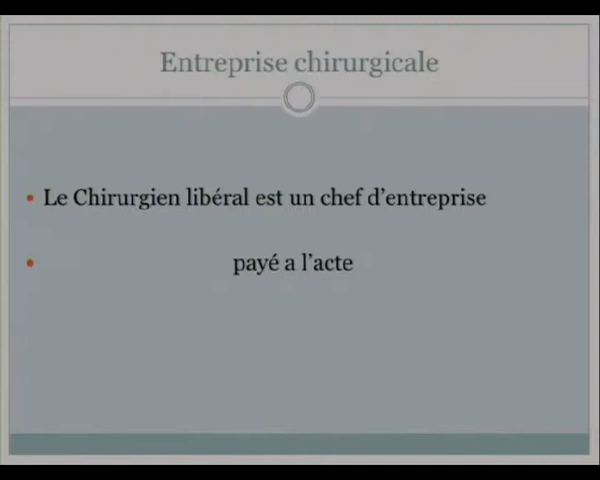 Entreprise chirurgicale
• Le Chirurgien libéral est un chef d'entreprise
• payé a l'acte